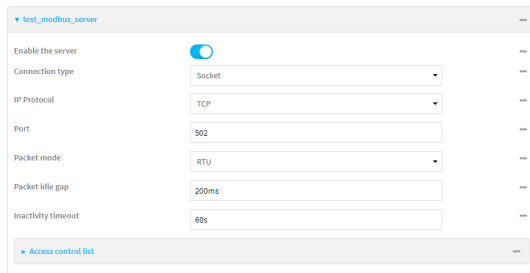 test_modbus_server
Enable the server
Connection type
Socket
IP Protocol
TCP
Port
502
Packet mode
RTU
Packet idle gap
200ms
Inactivity timeout
60s
Access control list